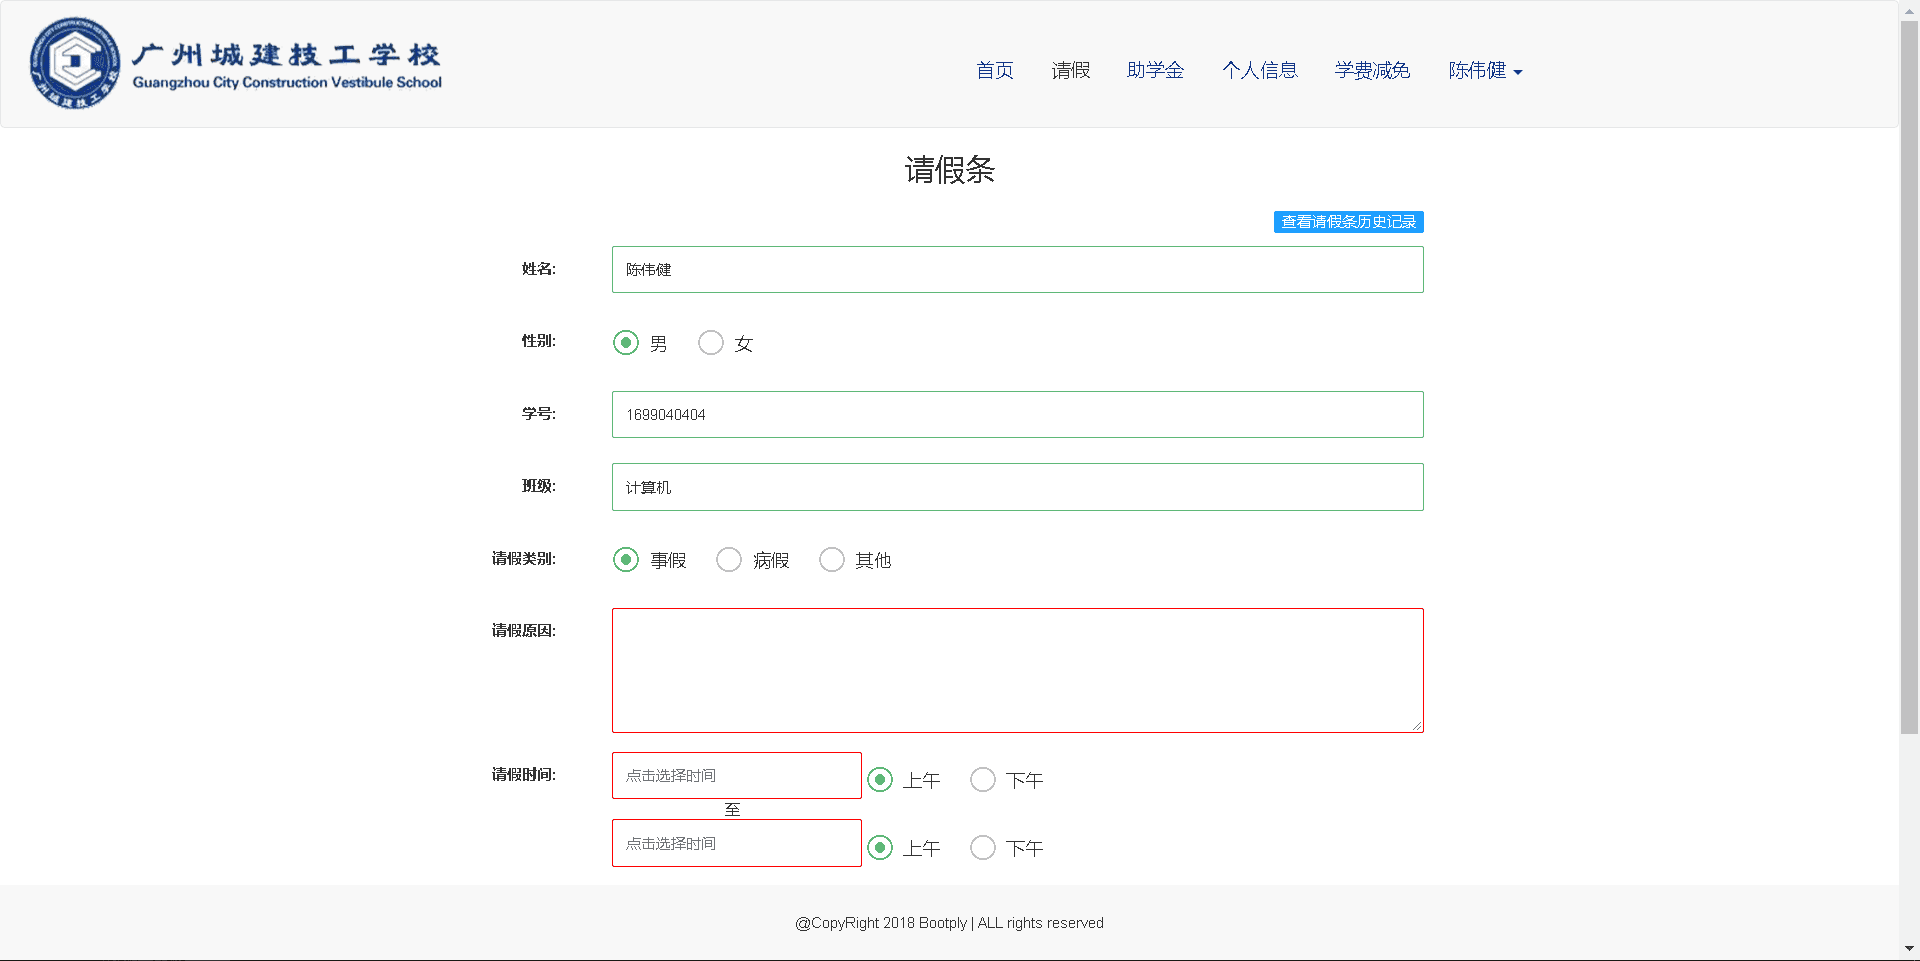 广州城建技工学校
Guangzhou City Construction Vestibule School
首页 请假 助学金 个人信息 学费减免 陈伟健
请假条
查看请假条历史记录
姓名: 陈伟健
性别: 男 女
学号: 1699040404
班级: 计算机
请假类别: 事假 病假 其他
请假原因:
请假时间: 点击选择时间 上午 下午
至
点击选择时间 上午 下午
@CopyRight 2018 Bootply | ALL rights reserved